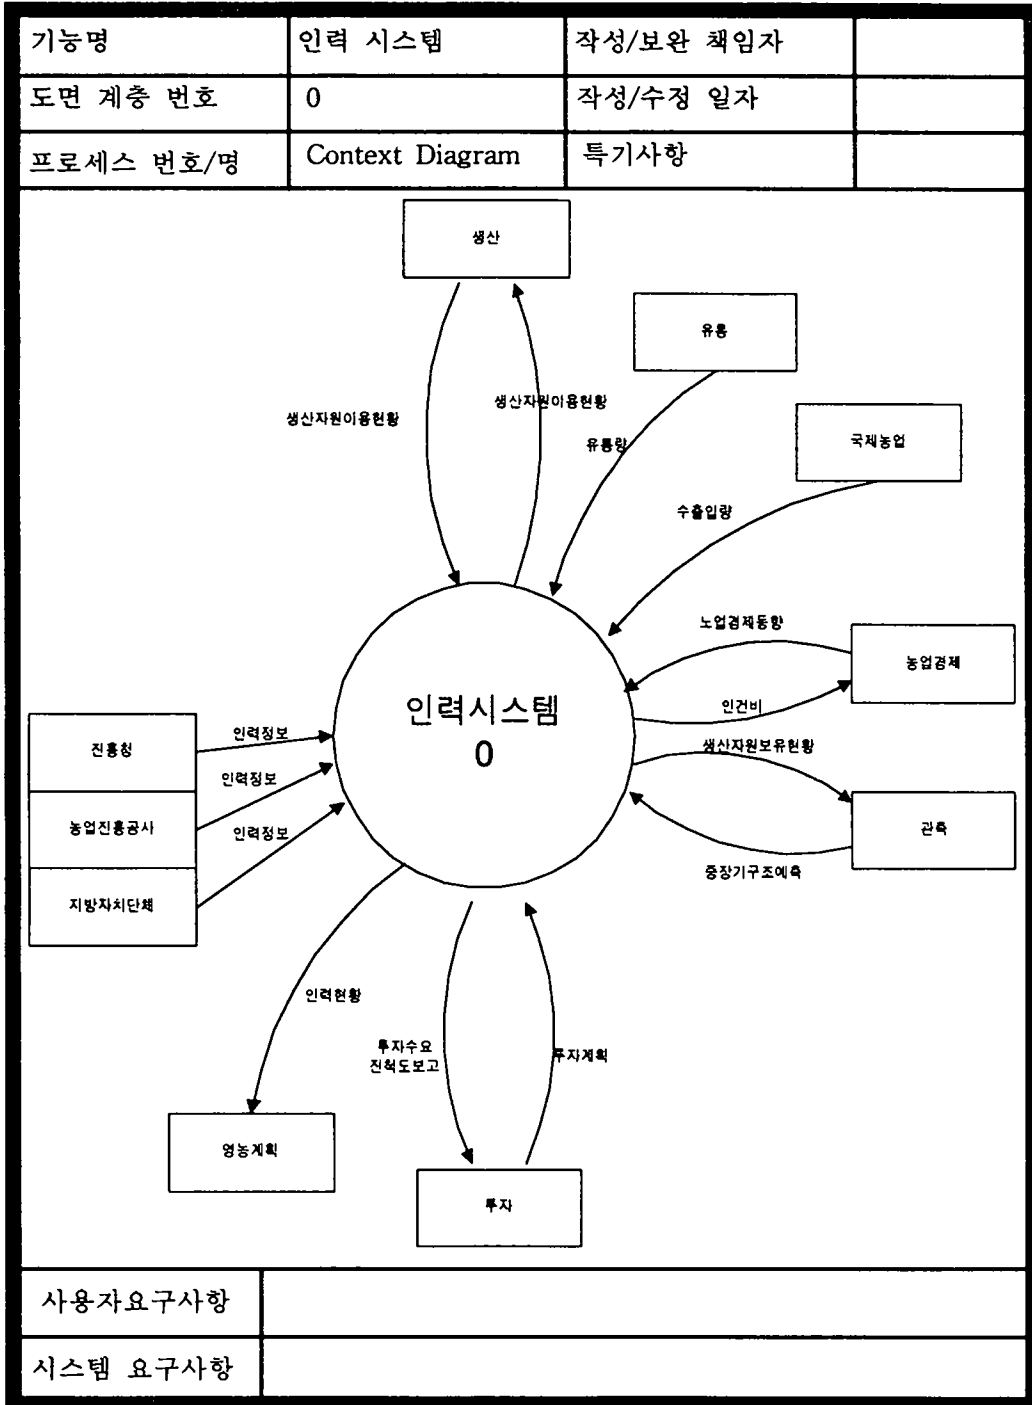 기능명 인력 시스템 작성/보완 책임자
도면 계층 번호 0 작성/수정 일자
프로세스 번호/명 Context Diagram 특기사항
생산
유통
생산자원이용현황
생산자원이용현황
유통량
국제농업
수출입량
노업경제동향
농업경제
인력시스템
0
인건비
진흥청
인력정보
생산자원보유현황
인력정보
농업진흥공사
인력정보
관측
중장기구조예측
지방자치단체
인력현황
투자수요
진척도보고
투자계획
영농계획
투자
사용자요구사항
시스템 요구사항